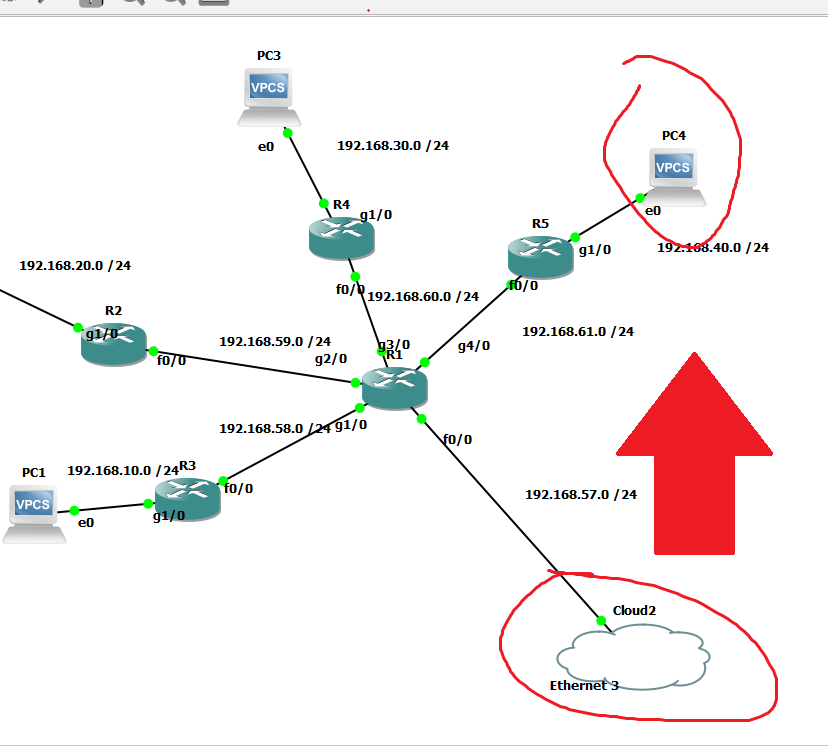 PC3
VPCS
e0
192.168.30.0 /24
R4
g1/0
f0/0
192.168.60.0 /24
PC4
VPCS
e0
192.168.40.0 /24
R5
g1/0
f0/0
192.168.61.0 /24
192.168.20.0 /24
R2
g1/0
f0/0
192.168.59.0 /24
g2/0
g3/0
R1
g4/0
g1/0
f0/0
192.168.58.0 /24
PC1
VPCS
e0
192.168.10.0 /24
R3
g1/0
f0/0
192.168.57.0 /24
Cloud2
Ethernet 3